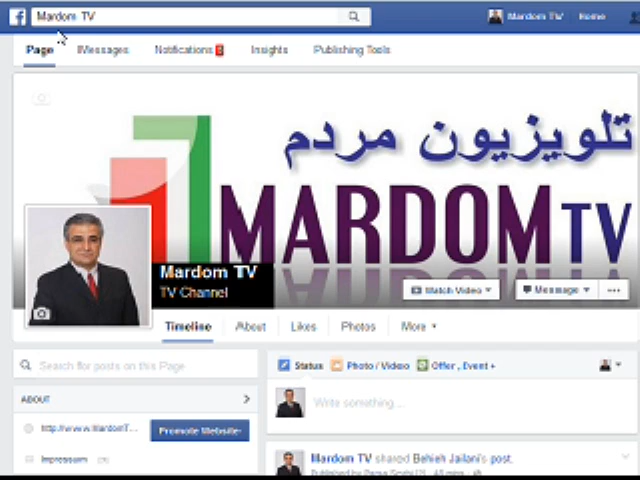 Mardom TV
Mardom TV Home
Page Messages Notifications Insights Publishing Tools
تلویزیون مردم
MARDOM TV
Mardom TV
TV Channel
Watch Video Message ...
Timeline About Likes Photos More
Search for posts on this Page
Status Photo / Video Offer, Event +
ABOUT
Write something...
Promote Website
Impressum
Mardom TV shared Behieh Jailani's post.